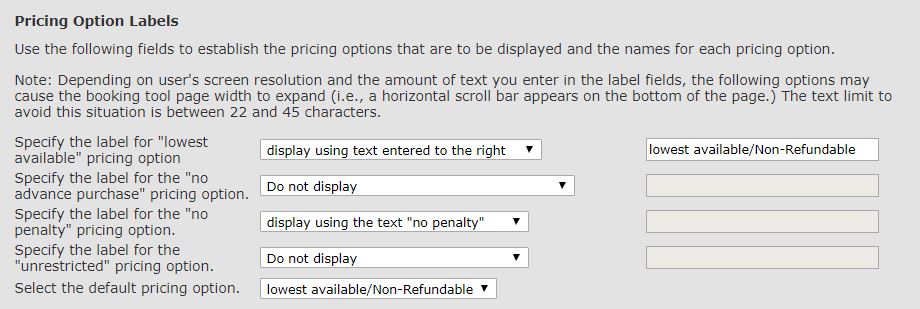 Pricing Option Labels
Use the following fields to establish the pricing options that are to be displayed and the names for each pricing option.
Note: Depending on user's screen resolution and the amount of text you enter in the label fields, the following options may
cause the booking tool page width to expand (i.e., a horizontal scroll bar appears on the bottom of the page.) The text limit to
avoid this situation is between 22 and 45 characters.
Specify the label for "lowest
available" pricing option
display using text entered to the right
lowest available/Non-Refundable
Specify the label for the "no
advance purchase" pricing option.
Do not display
Specify the label for the "no
penalty" pricing option.
display using the text "no penalty"
Specify the label for the
"unrestricted" pricing option.
Do not display
Select the default pricing option.
lowest available/Non-Refundable